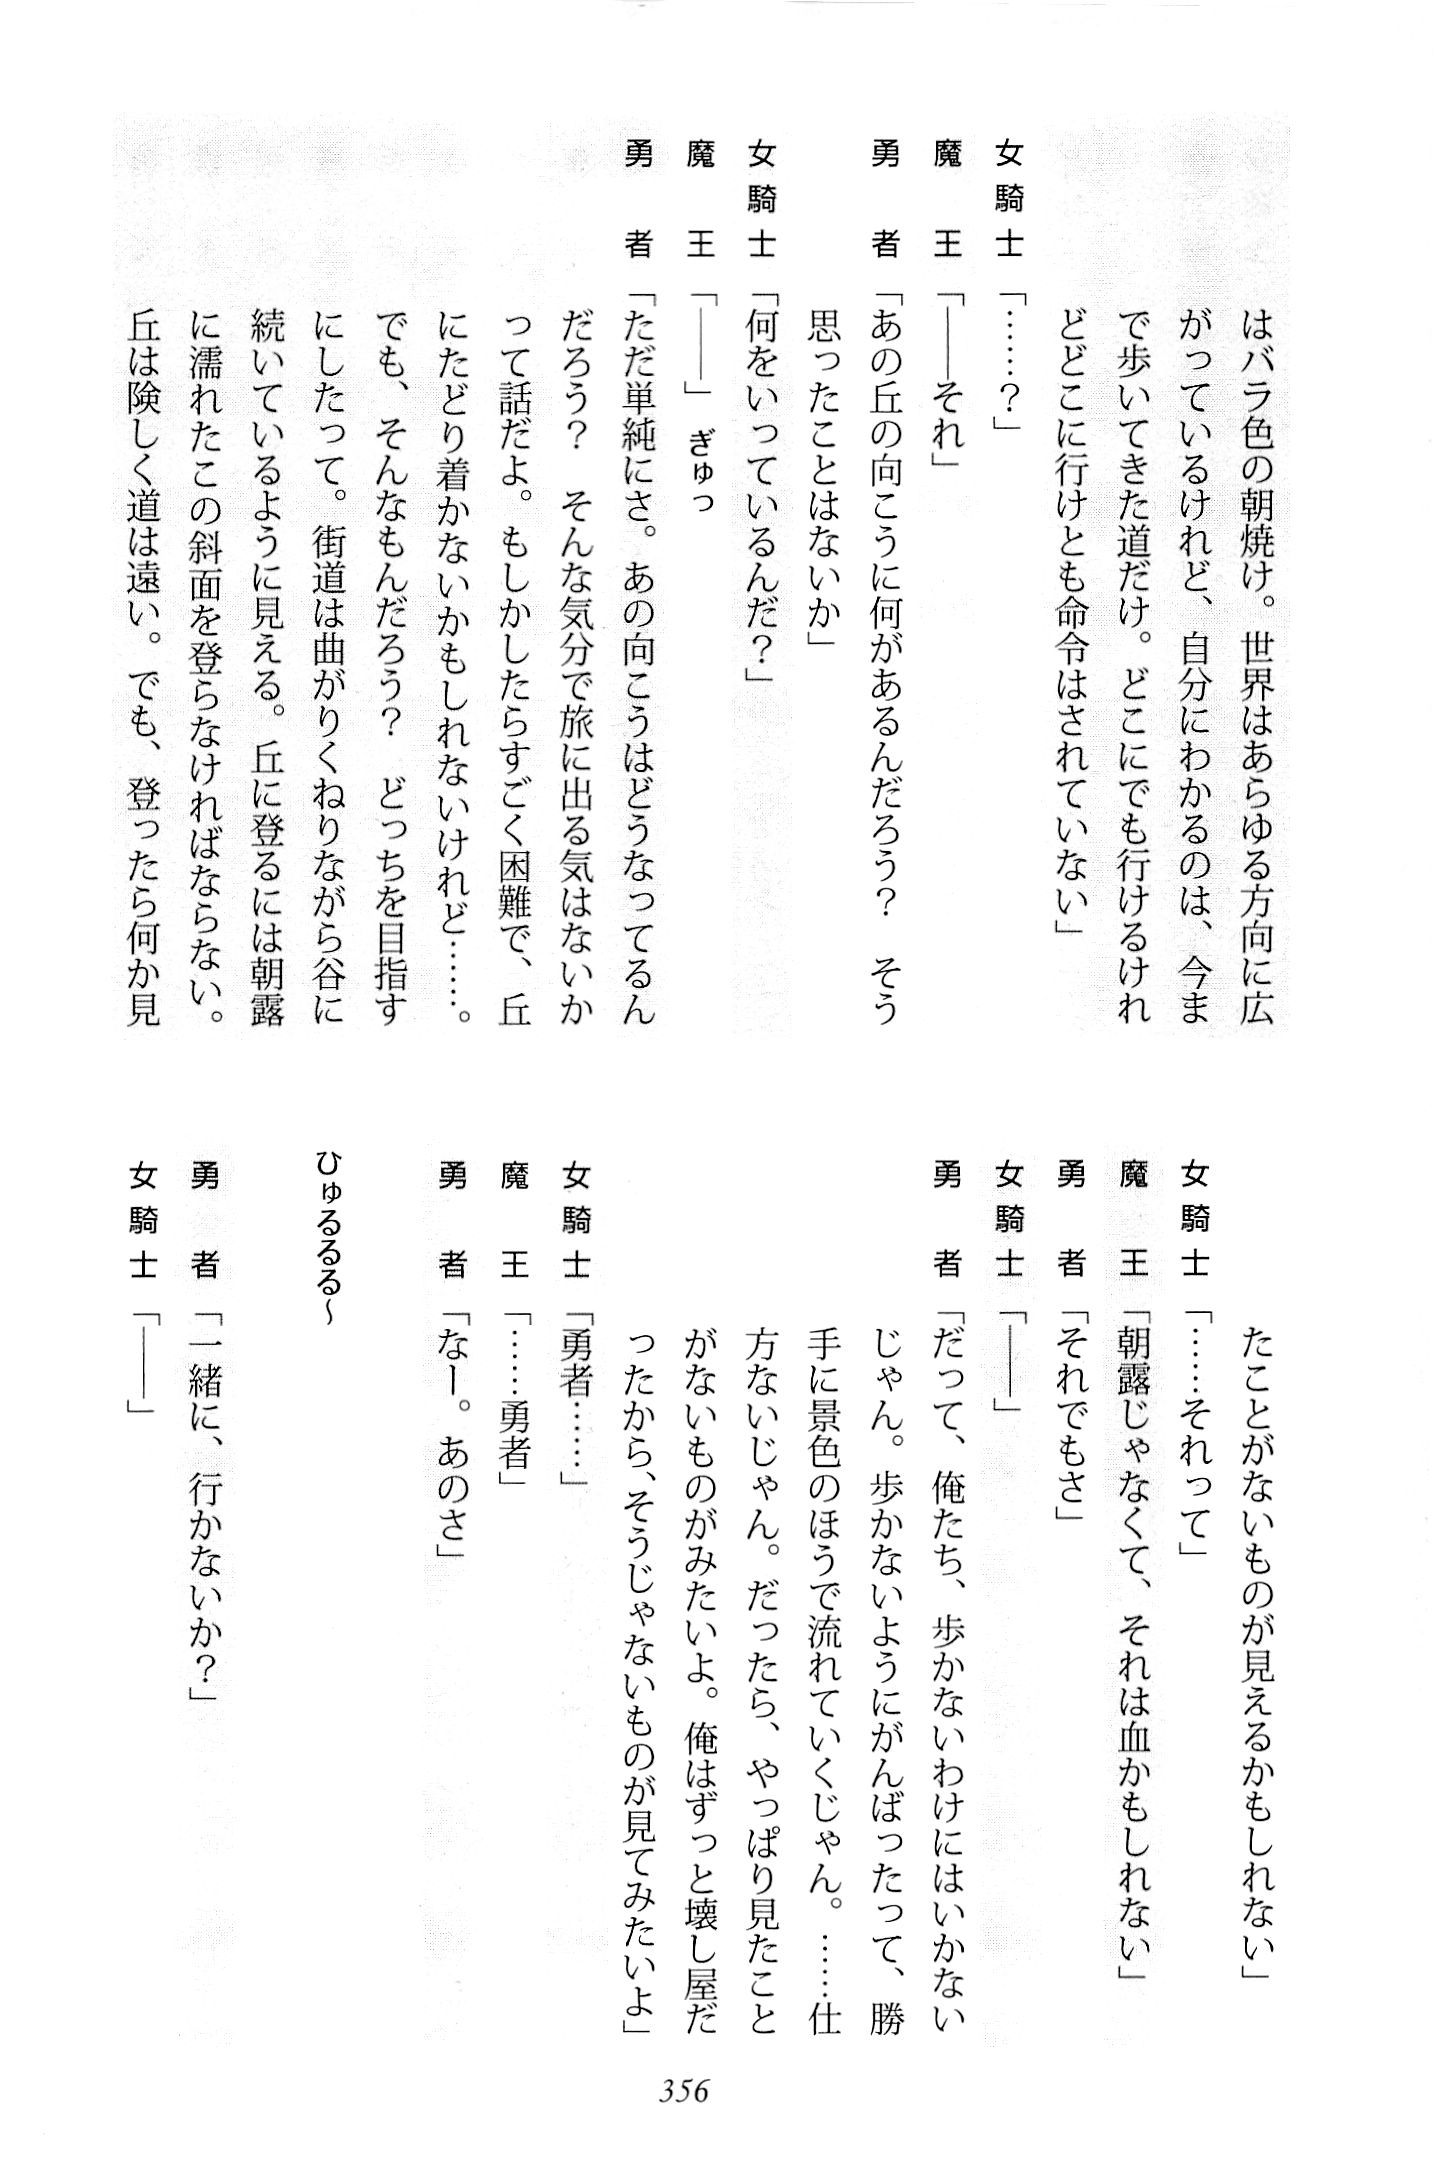 はバラ色の朝焼け。世界はあらゆる方向に広
がっているけれど、自分にわかるのは、今ま
で歩いてきた道だけ。どこにでも行けるけれ
どどこに行けとも命令はされていない」
女騎士「……？」
魔　王「――それ」
勇　者「あの丘の向こうに何があるんだろう？　そう
思ったことはないか」
女騎士「何をいっているんだ？」
魔　王「――」ぎゅっ
勇　者「ただ単純にさ。あの向こうはどうなってるん
だろう？　そんな気分で旅に出る気はないか
って話だよ。もしかしたらすごく困難で、丘
にたどり着かないかもしれないけれど……。
でも、そんなもんだろう？　どっちを目指す
にしたって。街道は曲がりくねりながら谷に
続いているように見える。丘に登るには朝露
に濡れたこの斜面を登らなければならない。
丘は険しく道は遠い。でも、登ったら何か見
たことがないものが見えるかもしれない」
女騎士「……それって」
魔　王「朝露じゃなくて、それは血かもしれない」
勇　者「それでもさ」
女騎士「――」
勇　者「だって、俺たち、歩かないわけにはいかない
じゃん。歩かないようにがんばったって、勝
手に景色のほうで流れていくじゃん。……仕
方ないじゃん。だったら、やっぱり見たこと
がないものがみたいよ。俺はずっと壊し屋だ
ったから、そうじゃないものが見てみたいよ」
女騎士「勇者……」
魔　王「……勇者」
勇　者「なー。あのさ」
ひゅるるる～
勇　者「一緒に、行かないか？」
女騎士「――」
356